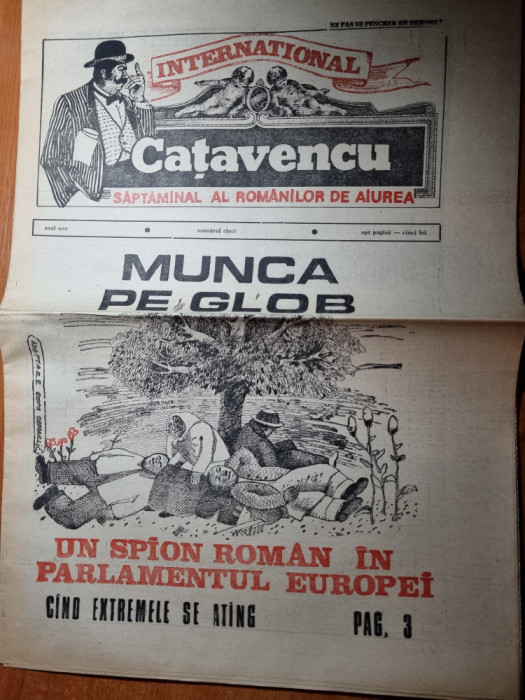 NE PAS SE PENCHER EN DEHORS!
INTERNATIONAL
Cațavencu
SĂPTĂMÎNAL AL ROMÂNILOR DE AIUREA
anul unu • numărul cinci • opt pagini — cinci lei
MUNCA
PE GLOB
UN SPION ROMÂN ÎN
PARLAMENTUL EUROPEI
CÎND EXTREMELE SE ATÎNG PAG. 3